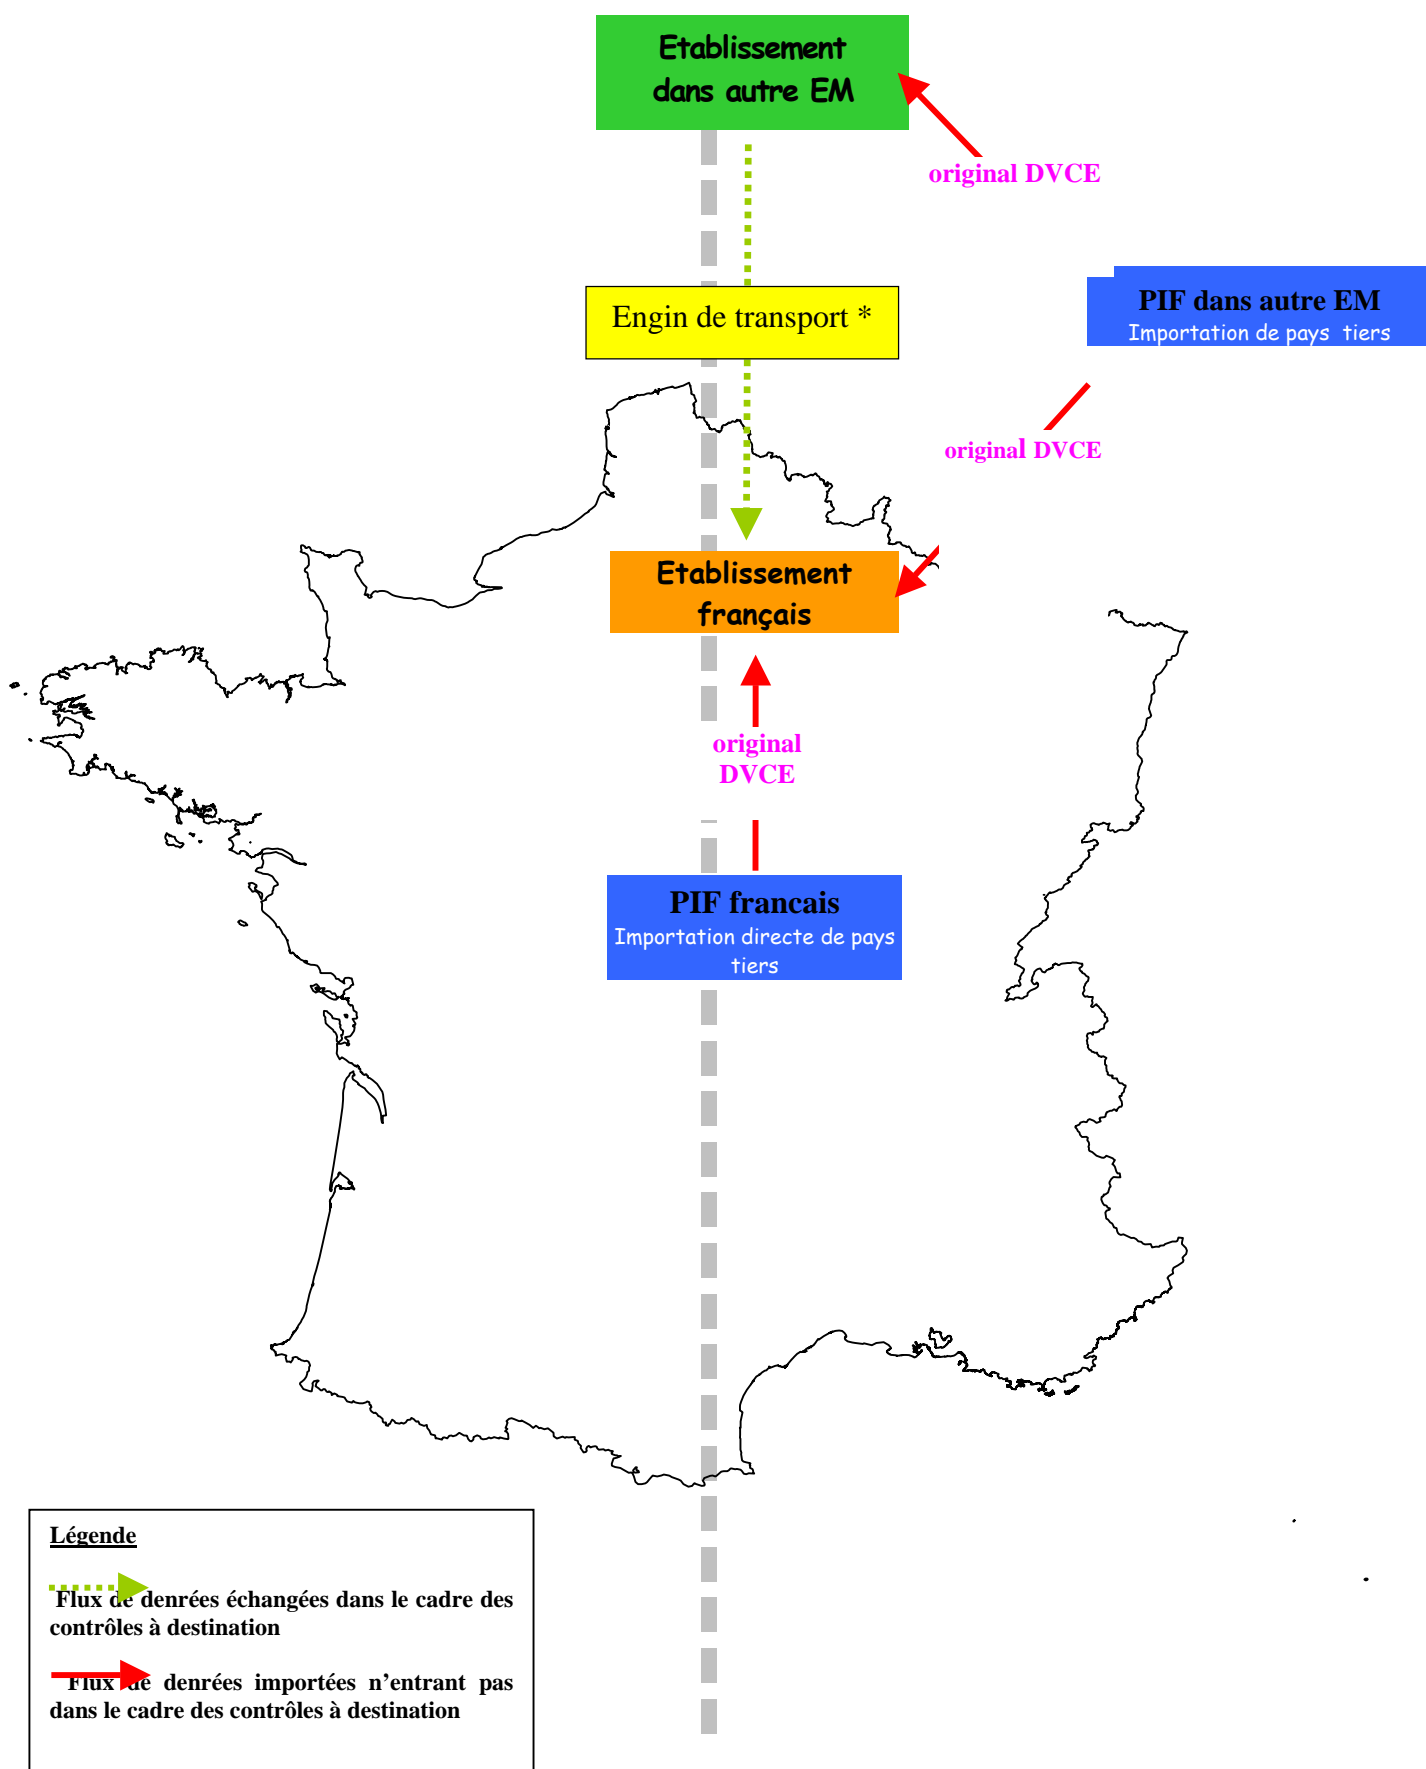 Etablissement
dans autre EM
original DVCE
PIF dans autre EM
Importation de pays tiers
Engin de transport *
original DVCE
Etablissement
français
original
DVCE
PIF francais
Importation directe de pays
tiers
Légende
Flux de denrées échangées dans le cadre des
contrôles à destination
Flux de denrées importées n'entrant pas
dans le cadre des contrôles à destination